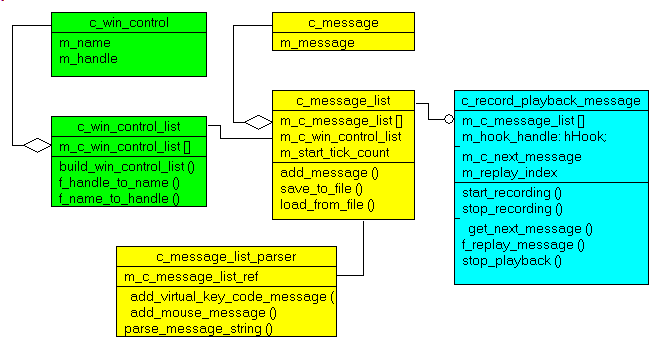 c_win_control
m_name
m_handle
c_message
m_message
c_win_control_list
m_c_win_control_list []
build_win_control_list ()
f_handle_to_name ()
f_name_to_handle ()
c_message_list
m_c_message_list []
m_c_win_control_list
m_start_tick_count
add_message ()
save_to_file ()
load_from_file ()
c_record_playback_message
m_c_message_list []
m_hook_handle: hHook;
m_c_next_message
m_replay_index
start_recording ()
stop_recording ()
get_next_message ()
f_replay_message ()
stop_playback ()
c_message_list_parser
m_c_message_list_ref
add_virtual_key_code_message (
add_mouse_message ()
parse_message_string ()